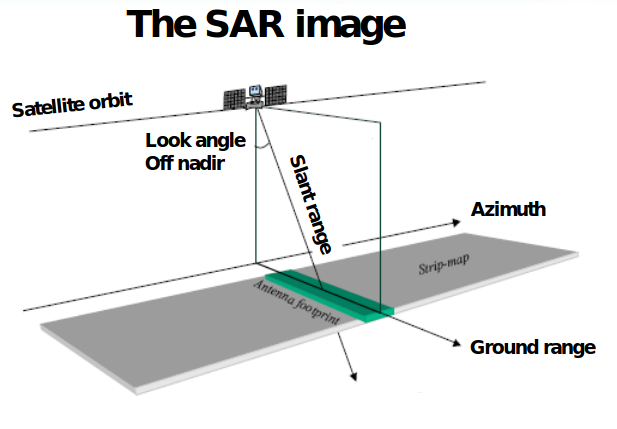 The SAR image
Satellite orbit
Look angle
Off nadir
Slant range
Azimuth
Strip-map
Antenna footprint
Ground range